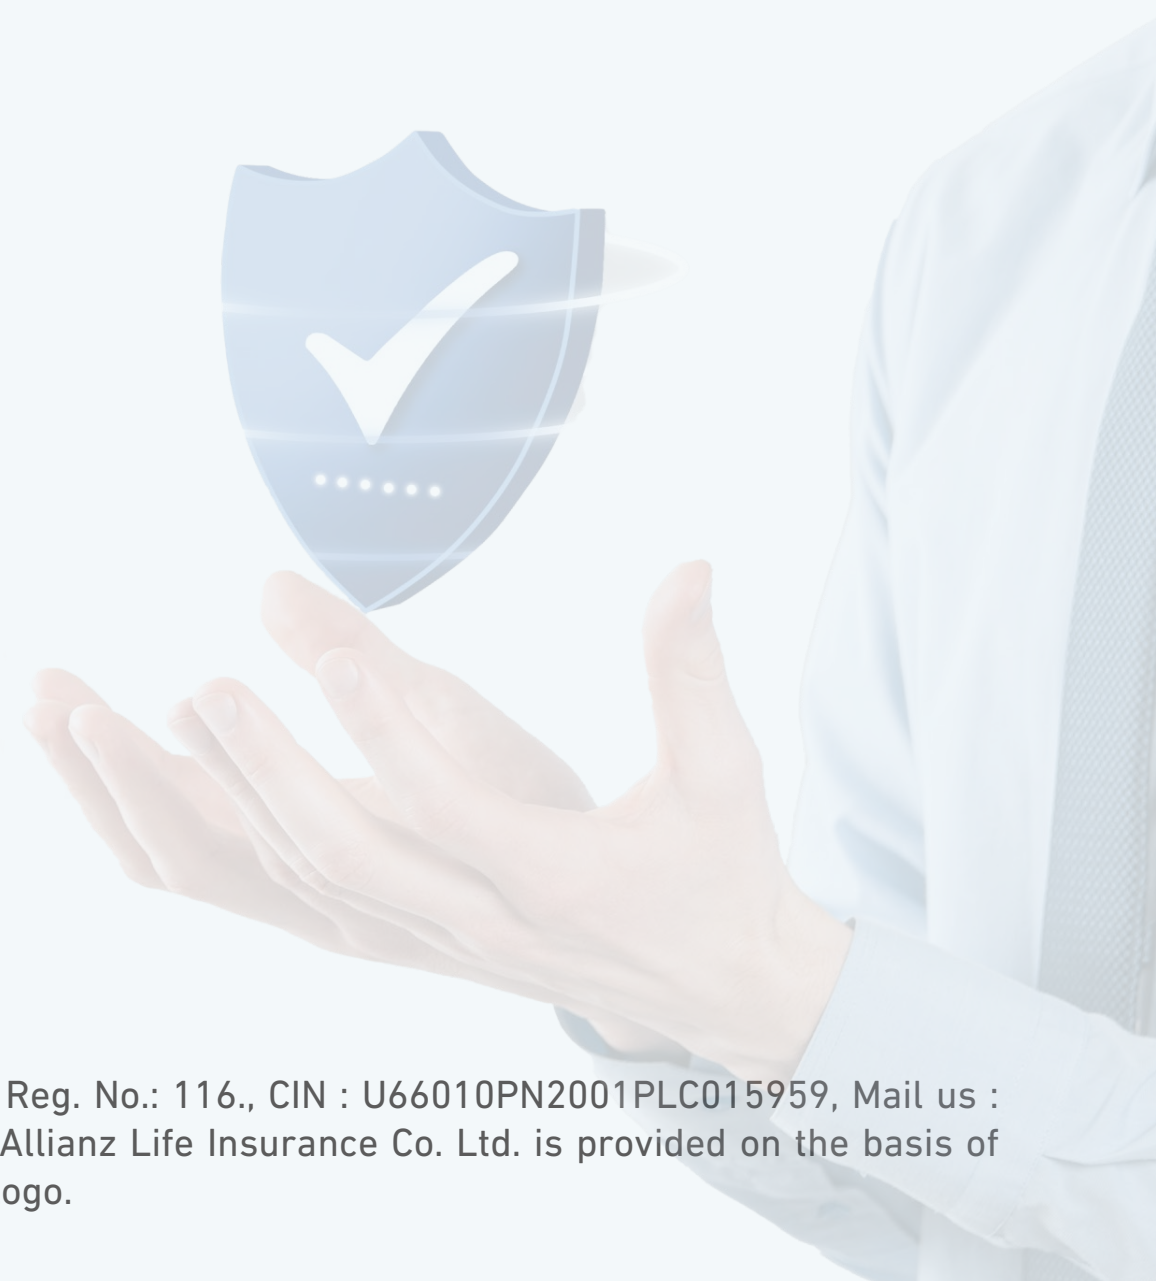 Reg. No.: 116., CIN : U66010PN2001PLC015959, Mail us :
Allianz Life Insurance Co. Ltd. is provided on the basis of
ogo.